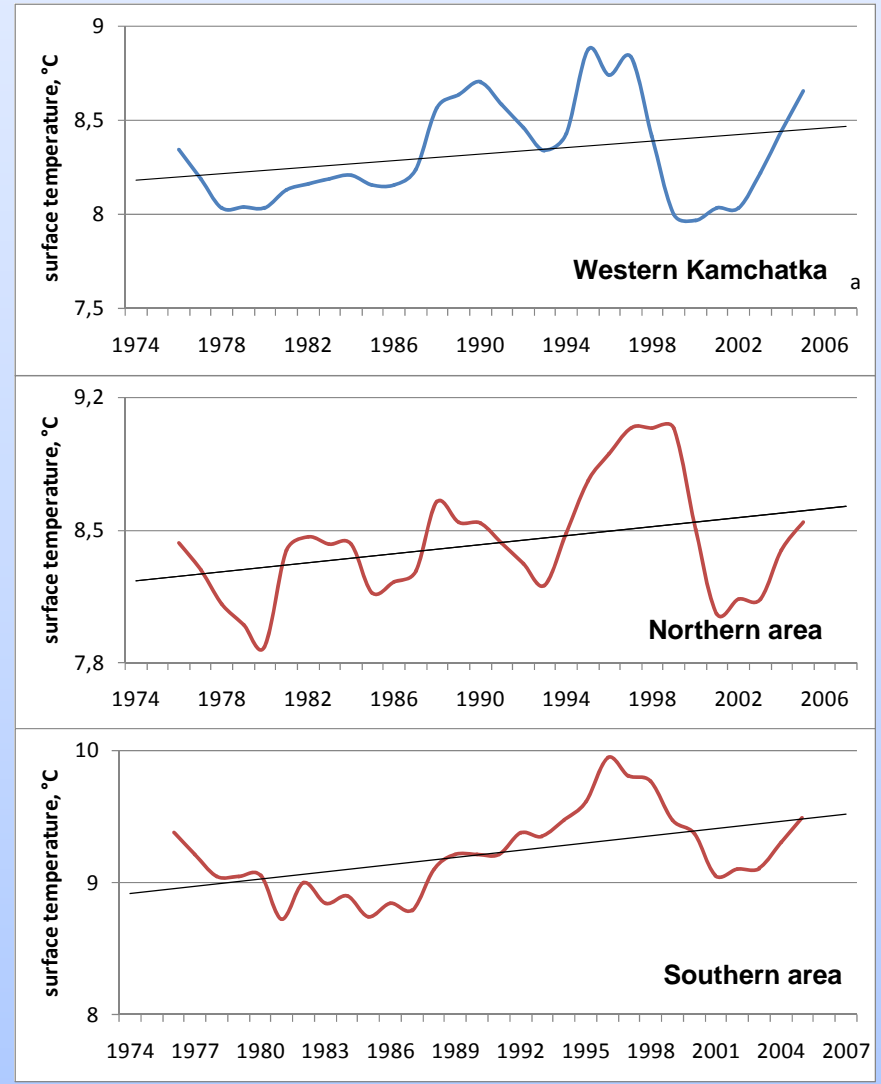 surface temperature, °C
9
8,5
8
7,5
Western Kamchatka
a
1974 1978 1982 1986 1990 1994 1998 2002 2006
surface temperature, °C
9,2
8,5
7,8
Northern area
1974 1978 1982 1986 1990 1994 1998 2002 2006
surface temperature, °C
10
9
8
Southern area
1974 1977 1980 1983 1986 1989 1992 1995 1998 2001 2004 2007